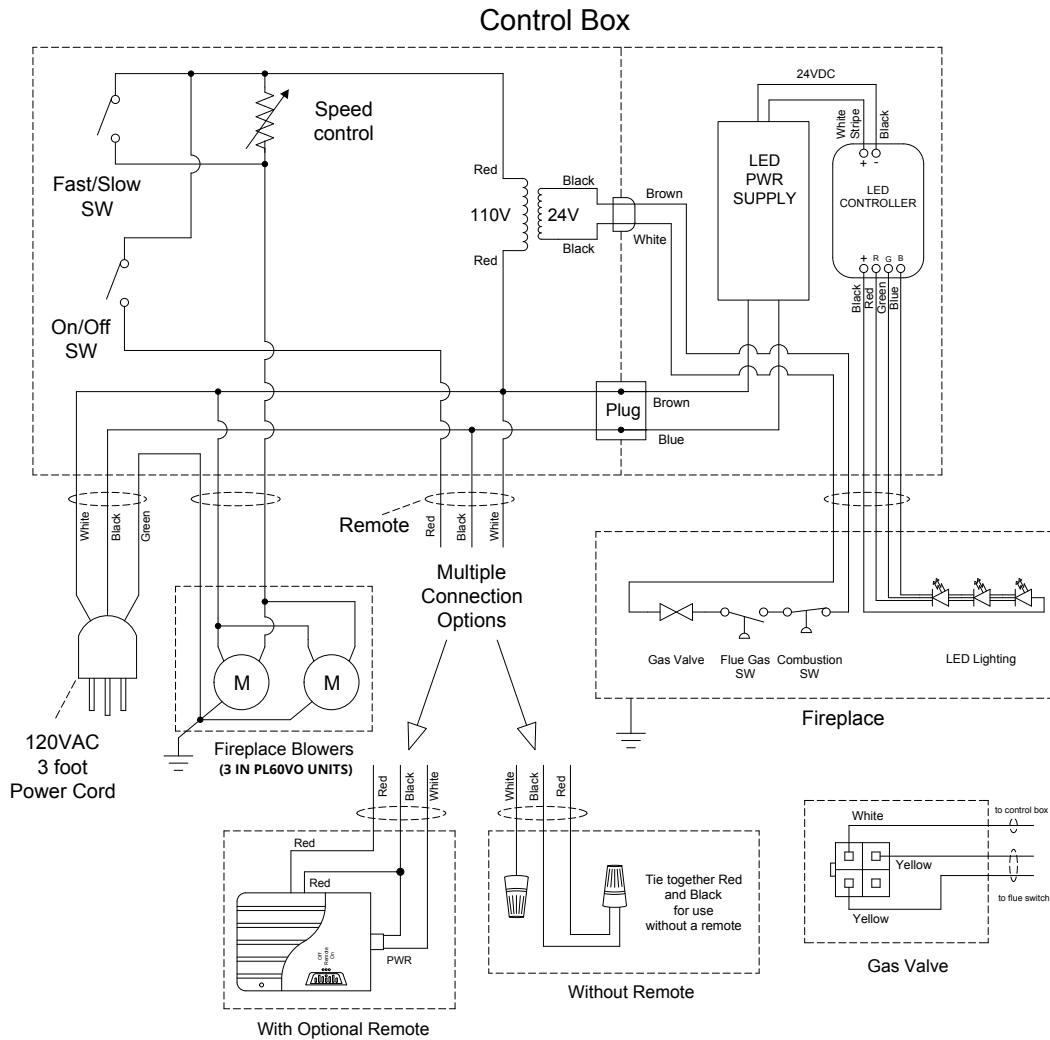 Control Box
24VDC
White
Stripe
Black
Speed
control
Fast/Slow
SW
Red
110V
Red
Black
24V
Black
Brown
White
LED
PWR
SUPPLY
+ -
LED
CONTROLLER
+ R G B
Black
Red
Green
Blue
On/Off
SW
Plug
Brown
Blue
White
Black
Green
Remote
Red
Black
White
Multiple
Connection
Options
M
M
Gas Valve
Flue Gas
SW
Combustion
SW
LED Lighting
Fireplace
120VAC
3 foot
Power Cord
Fireplace Blowers
(3 IN PL60VO UNITS)
Red
Black
White
White
Black
Red
Red
Red
Off
Remote
On
PWR
With Optional Remote
Tie together Red
and Black
for use
without a remote
Without Remote
White
to control box
Yellow
to flue switch
Yellow
Gas Valve